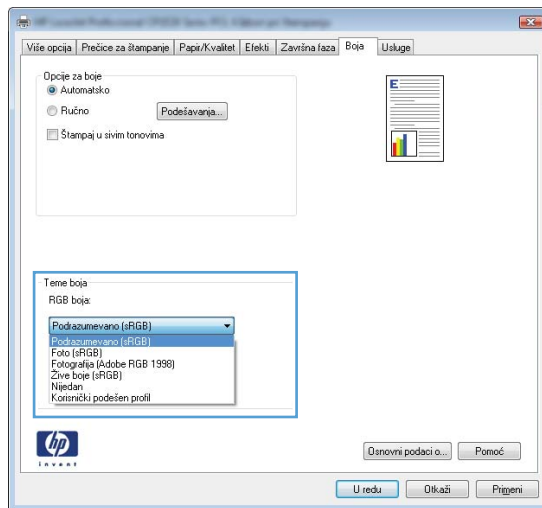 Više opcija Prečice za štampanje Papir/Kvalitet Efekti Završna faza Boja Usluge
Opcije za boje
Automatsko
Ručno Podešavanja...
Štampaj u sivim tonovima
E
Teme boja
RGB boja:
Podrazumevano (sRGB)
Podrazumevano (sRGB)
Foto (sRGB)
Fotografija (Adobe RGB 1998)
Žive boje (sRGB)
Nijedan
Korisnički podešen profil
hp
invent
Osnovni podaci o... Pomoć
U redu Otkaži Primeni